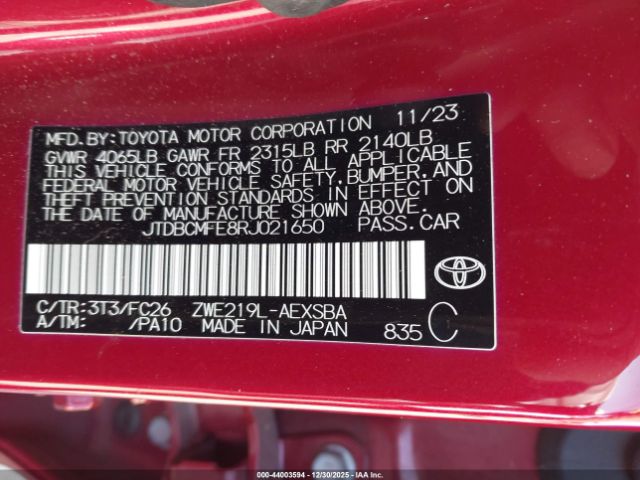 MFD.BY:TOYOTA MOTOR CORPORATION 11/23
GVWR 4065LB GAWR FR 2315LB RR 2140LB
THIS VEHICLE CONFORMS TO ALL APPLICABLE
FEDERAL MOTOR VEHICLE SAFETY,BUMPER,AND
THEFT PREVENTION STANDARDS IN EFFECT ON
THE DATE OF MANUFACTURE SHOWN ABOVE.
JTDBCMFE8RJ021650 PASS.CAR
C/TR:3T3/FC26 ZWE219L-AEXSBA
A/TM: /PA10 MADE IN JAPAN 835 C
TOYOTA
000-44003594 - 12/30/2025 - IAA Inc.